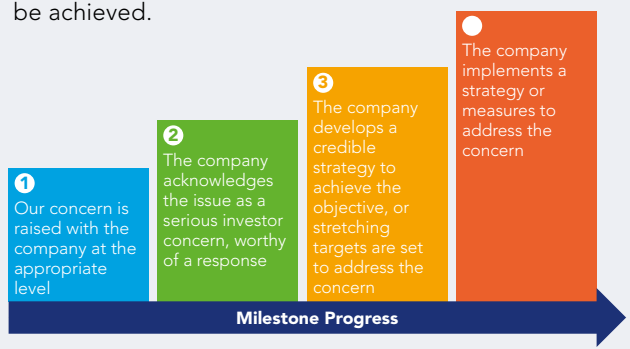 be achieved.
1
Our concern is
raised with the
company at the
appropriate
level
2
The company
acknowledges
the issue as a
serious investor
concern, worthy
of a response
3
The company
develops a
credible
strategy to
achieve the
objective, or
stretching
targets are set
to address the
concern
The company
implements a
strategy or
measures to
address the
concern
Milestone Progress